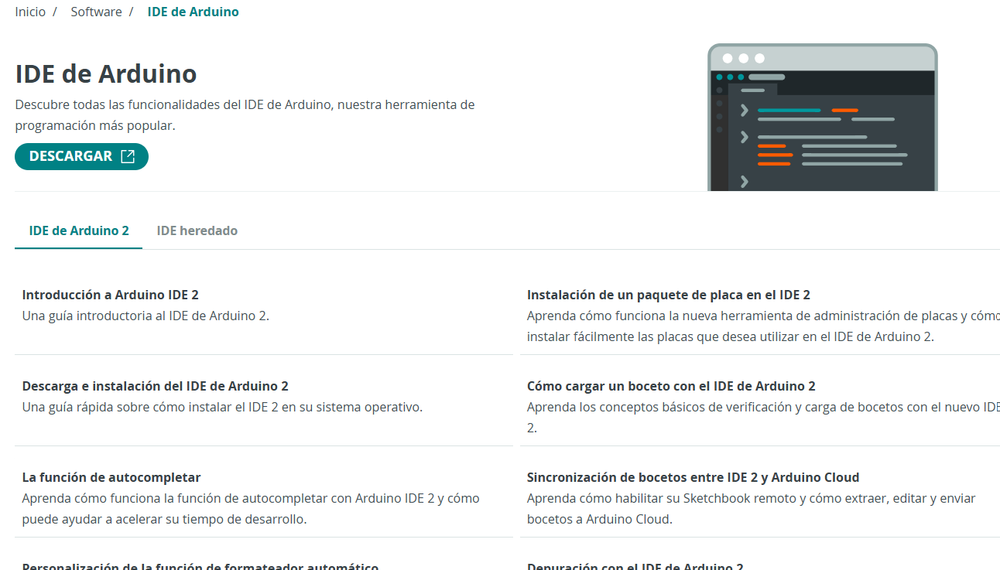 Inicio / Software / IDE de Arduino
IDE de Arduino
Descubre todas las funcionalidades del IDE de Arduino, nuestra herramienta de
programación más popular.
DESCARGAR
IDE de Arduino 2
IDE heredado
Introducción a Arduino IDE 2
Una guía introductoria al IDE de Arduino 2.
Instalación de un paquete de placa en el IDE 2
Aprenda cómo funciona la nueva herramienta de administración de placas y cómo
instalar fácilmente las placas que desea utilizar en el IDE de Arduino 2.
Descarga e instalación del IDE de Arduino 2
Una guía rápida sobre cómo instalar el IDE 2 en su sistema operativo.
Cómo cargar un boceto con el IDE de Arduino 2
Aprenda los conceptos básicos de verificación y carga de bocetos con el nuevo IDE
2.
La función de autocompletar
Aprenda cómo funciona la función de autocompletar con Arduino IDE 2 y cómo
puede ayudar a acelerar su tiempo de desarrollo.
Sincronización de bocetos entre IDE 2 y Arduino Cloud
Aprenda cómo habilitar su Sketchbook remoto y cómo extraer, editar y enviar
bocetos a Arduino Cloud.
Personalización de la función de formateador automático
Depuración con el IDE de Arduino 2